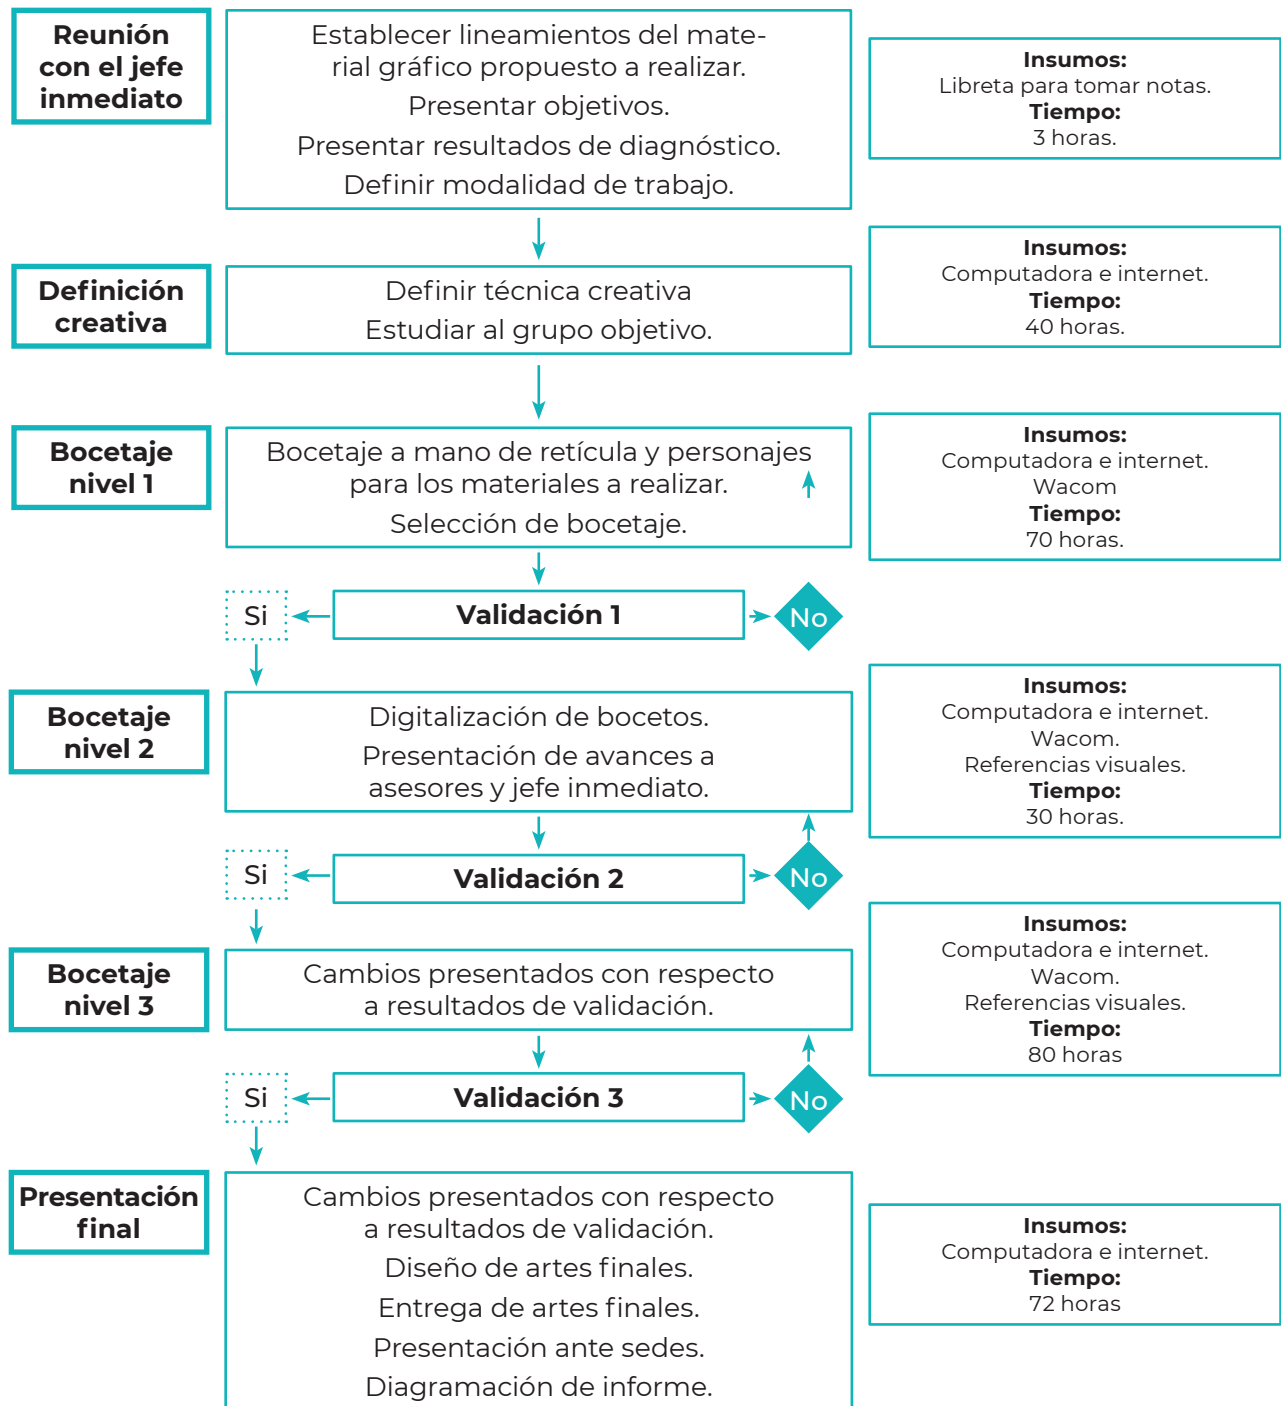 Reunión
con el jefe
inmediato
Establecer lineamientos del mate-
rial gráfico propuesto a realizar.
Presentar objetivos.
Presentar resultados de diagnóstico.
Definir modalidad de trabajo.
Insumos:
Libreta para tomar notas.
Tiempo:
3 horas.
Definición
creativa
Definir técnica creativa
Estudiar al grupo objetivo.
Insumos:
Computadora e internet.
Tiempo:
40 horas.
Bocetaje
nivel 1
Bocetaje a mano de retícula y personajes
para los materiales a realizar.
Selección de bocetaje.
Insumos:
Computadora e internet.
Wacom
Tiempo:
70 horas.
Si
Validación 1
No
Bocetaje
nivel 2
Digitalización de bocetos.
Presentación de avances a
asesores y jefe inmediato.
Insumos:
Computadora e internet.
Wacom.
Referencias visuales.
Tiempo:
30 horas.
Si
Validación 2
No
Bocetaje
nivel 3
Cambios presentados con respecto
a resultados de validación.
Insumos:
Computadora e internet.
Wacom.
Referencias visuales.
Tiempo:
80 horas
Si
Validación 3
No
Presentación
final
Cambios presentados con respecto
a resultados de validación.
Diseño de artes finales.
Entrega de artes finales.
Presentación ante sedes.
Diagramación de informe.
Insumos:
Computadora e internet.
Tiempo:
72 horas